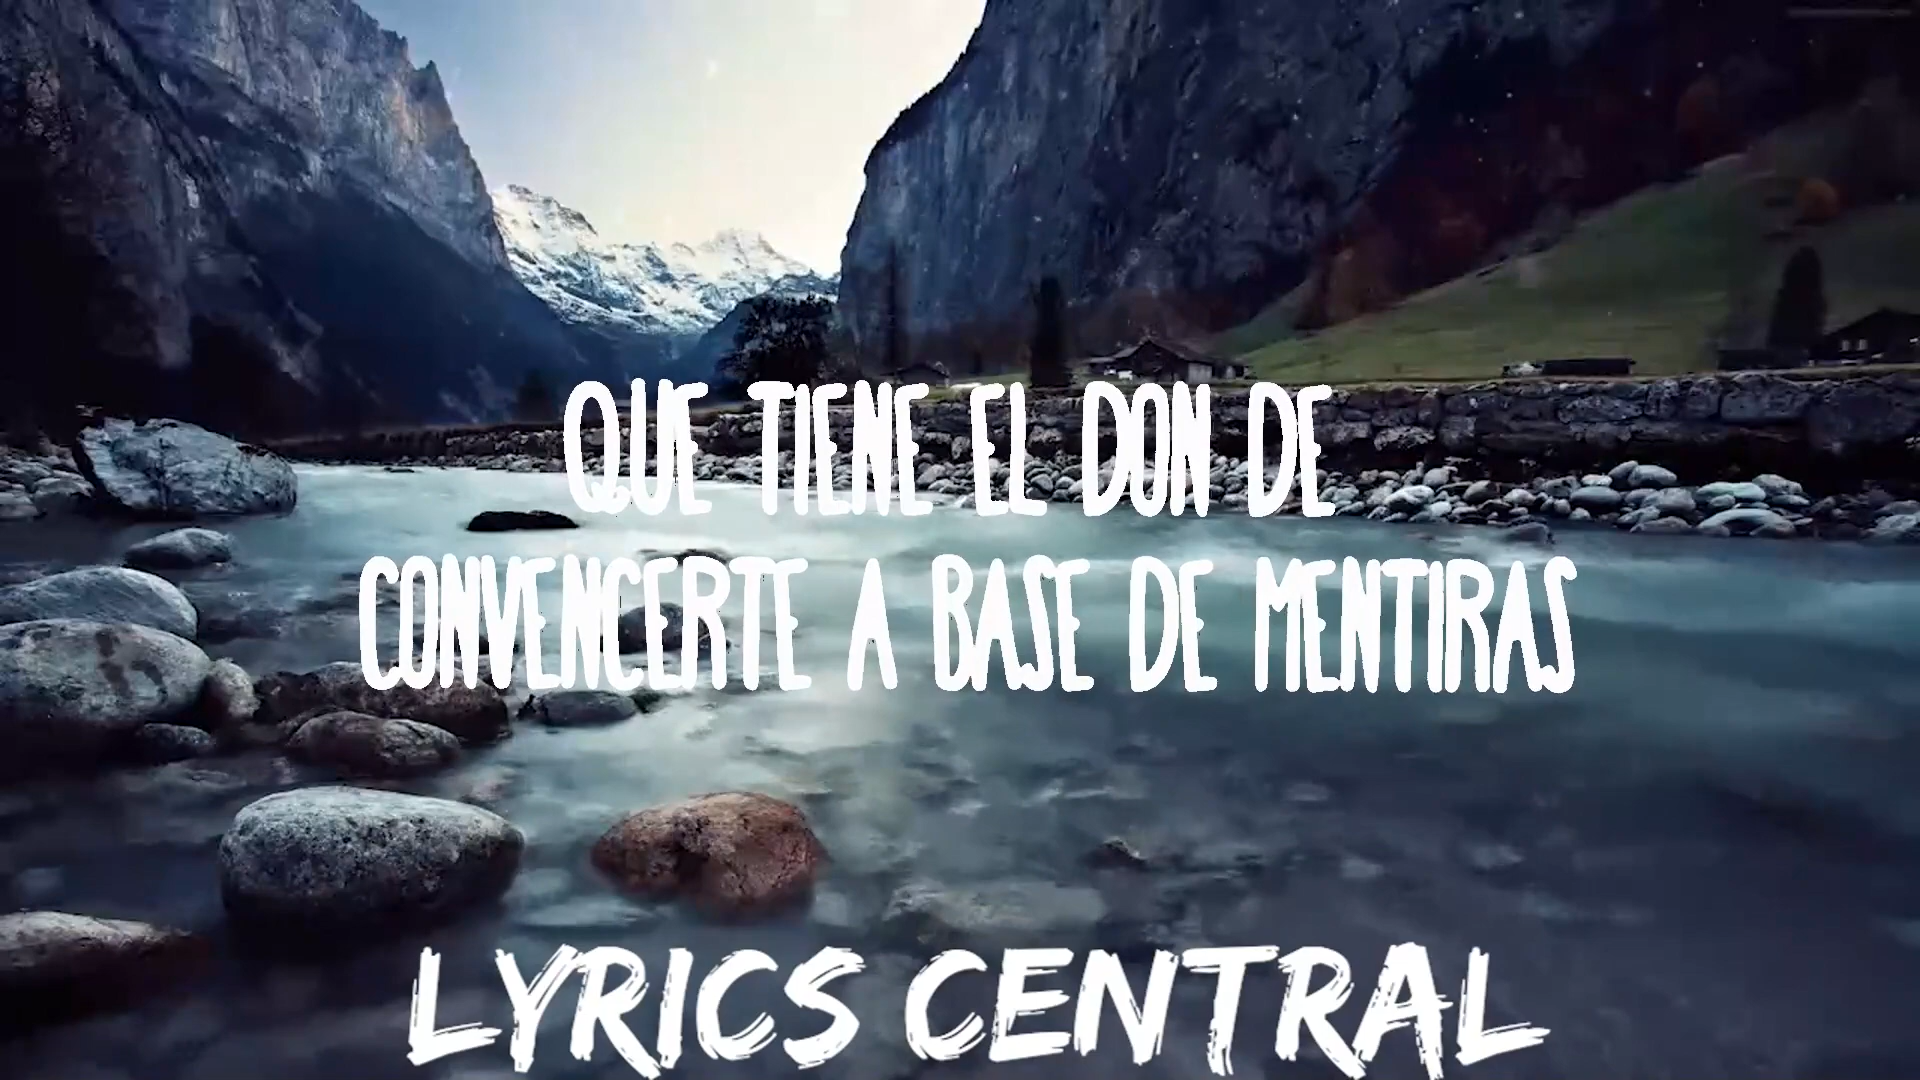 QUE TIENE EL DON DE
CONVENCERTE A BASE DE MENTIRAS
LYRICS CENTRAL